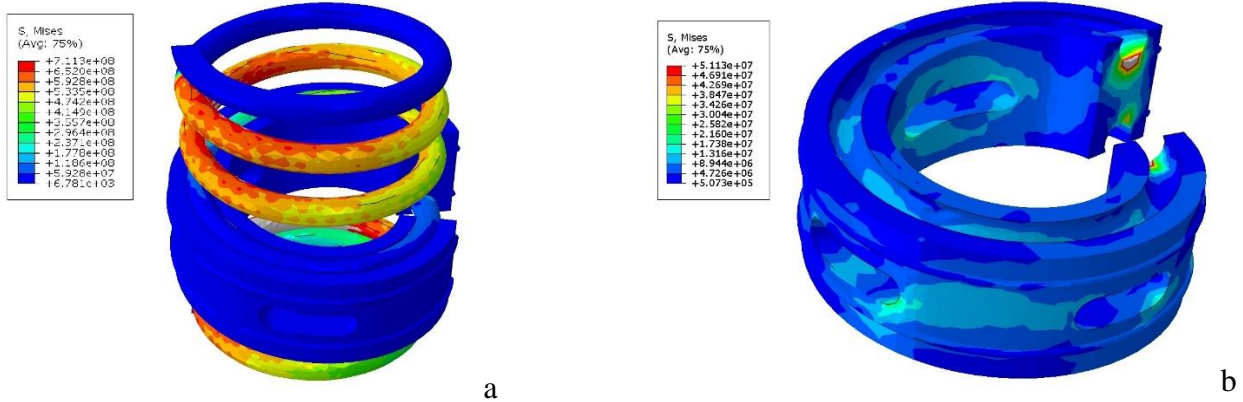 S, Mises
(Avg: 75%)
+7.113e+08
+6.520e+08
+5.928e+08
+5.335e+08
+4.742e+08
+4.149e+08
+3.557e+08
+2.964e+08
+2.371e+08
+1.778e+08
+1.186e+08
+5.928e+07
+6.781e+03
a
S, Mises
(Avg: 75%)
+5.113e+07
+4.691e+07
+4.269e+07
+3.847e+07
+3.426e+07
+3.004e+07
+2.582e+07
+2.160e+07
+1.738e+07
+1.316e+07
+8.944e+06
+4.726e+06
+5.073e+05
b